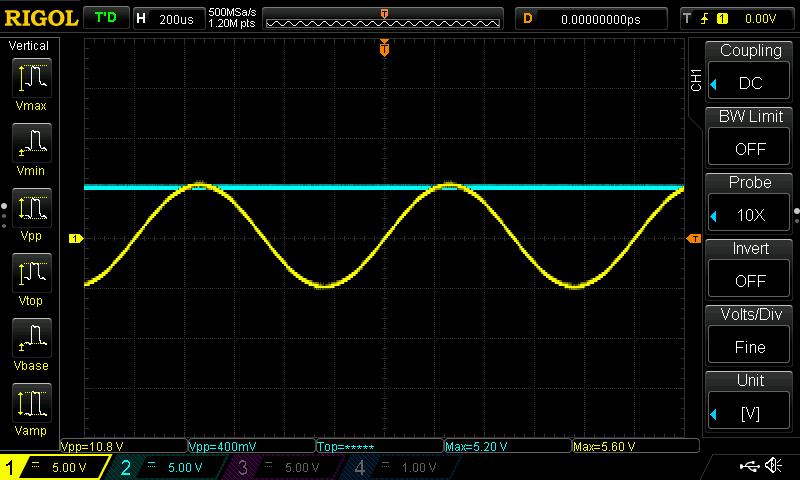 RIGOL T'D H 200us 500MSa/s
1.20M pts T D 0.00000000ps T 1 0.00V
Vertical
Vmax
Vmin
Vpp
Vtop
Vbase
Vamp
T
1
T
CH1
Coupling
DC
BW Limit
OFF
Probe
10X
Invert
OFF
Volts/Div
Fine
Unit
[V]
Vpp=10.8 V Vpp=400mV Top=***** Max=5.20 V Max=5.60 V
1 5.00 V 2 5.00 V 3 5.00 V 4 1.00 V